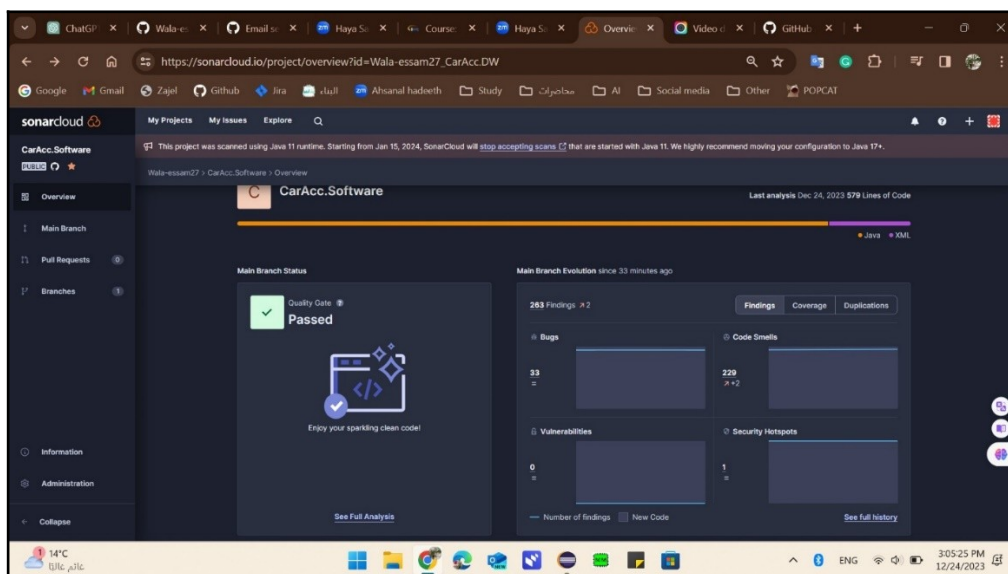 ChatGP
Wala-es
Email se
Haya Sa
Course:
Haya Sa
Overvie
Video d
GitHub
https://sonarcloud.io/project/overview?id=Wala-essam27_CarAcc.DW
Google
Gmail
Zajel
Github
Jira
البناء
Ahsanal hadeeth
Study
محاضرات
AI
Social media
Other
POPCAT
sonarcloud
My Projects
My Issues
Explore
CarAcc.Software
PUBLIC
This project was scanned using Java 11 runtime. Starting from Jan 15, 2024, SonarCloud will stop accepting scans that are started with Java 11. We highly recommend moving your configuration to Java 17+.
Wala-essam27 > CarAcc.Software > Overview
Overview
Main Branch
Pull Requests 0
Branches 1
Information
Administration
Collapse
C CarAcc.Software
Last analysis Dec 24, 2023 579 Lines of Code
Java XML
Main Branch Status
Quality Gate
Passed
Enjoy your sparkling clean code!
See Full Analysis
Main Branch Evolution since 33 minutes ago
263 Findings 2
Findings
Coverage
Duplications
Bugs
33
=
Code Smells
229
+2
Vulnerabilities
0
=
Security Hotspots
1
=
Number of findings
New Code
See full history
1
14°C
غائم غالبًا
ENG
3:05:25 PM
12/24/2023